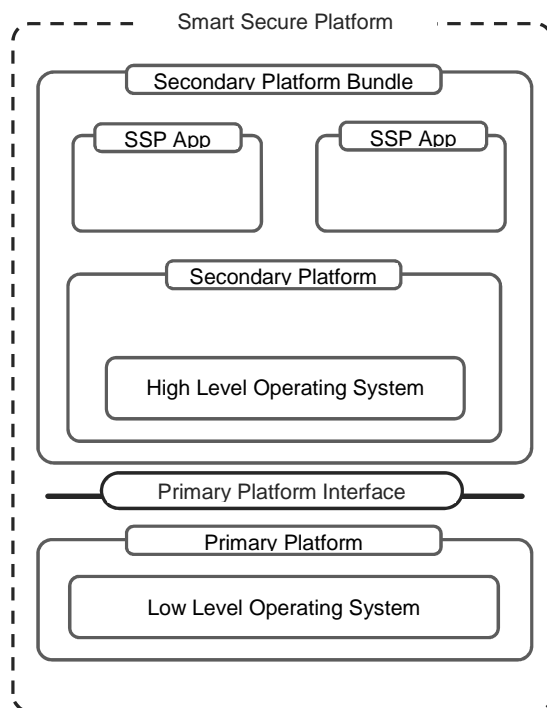 Smart Secure Platform
Secondary Platform Bundle
SSP App
SSP App
Secondary Platform
High Level Operating System
Primary Platform Interface
Primary Platform
Low Level Operating System